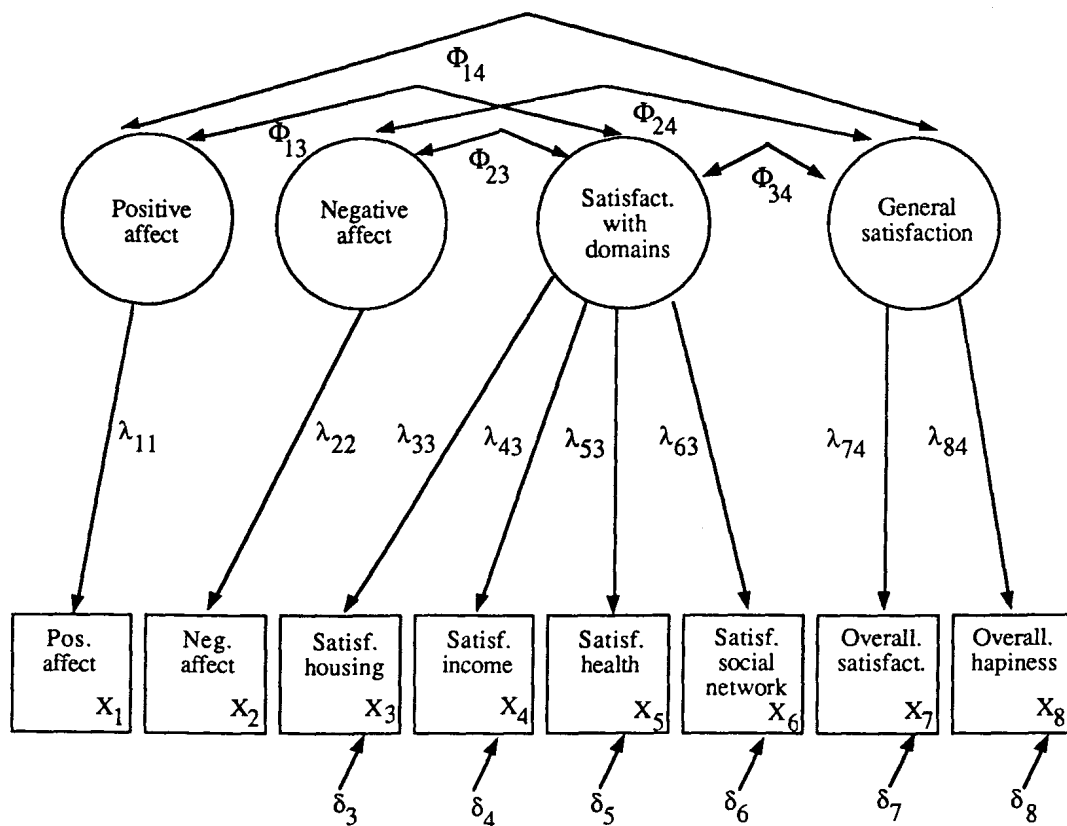 Φ14
Φ13
Φ23
Φ24
Φ34
Positive
affect
Negative
affect
Satisfact.
with
domains
General
satisfaction
λ11
λ22
λ33
λ43
λ53
λ63
λ74
λ84
Pos.
affect
X1
Neg.
affect
X2
Satisf.
housing
X3
Satisf.
income
X4
Satisf.
health
X5
Satisf.
social
network
X6
Overall.
satisfact.
X7
Overall.
hapiness
X8
δ3
δ4
δ5
δ6
δ7
δ8